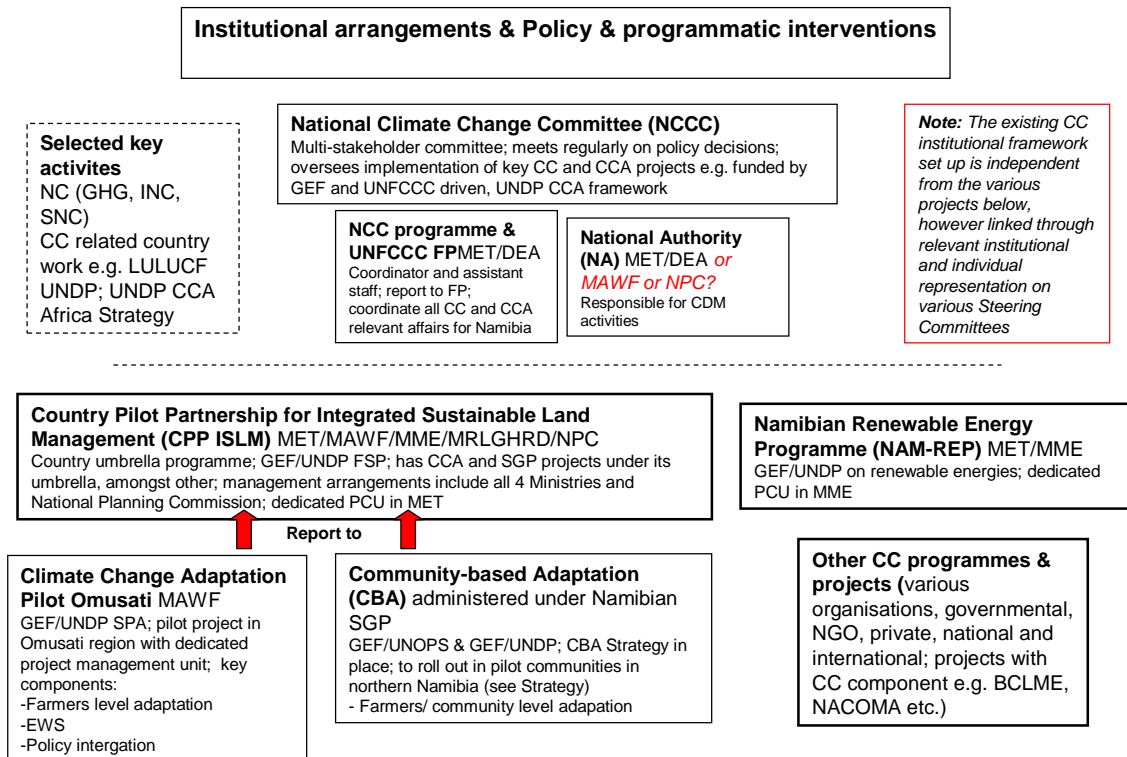 Institutional arrangements & Policy & programmatic interventions
Selected key
activites
NC (GHG, INC,
SNC)
CC related country
work e.g. LULUCF
UNDP; UNDP CCA
Africa Strategy
National Climate Change Committee (NCCC)
Multi-stakeholder committee; meets regularly on policy decisions;
oversees implementation of key CC and CCA projects e.g. funded by
GEF and UNFCCC driven, UNDP CCA framework
NCC programme &
UNFCCC FPMET/DEA
Coordinator and assistant
staff; report to FP;
coordinate all CC and CCA
relevant affairs for Namibia
National Authority
(NA) MET/DEA or
MAWF or NPC?
Responsible for CDM
activities
Note: The existing CC
institutional framework
set up is independent
from the various
projects below,
however linked through
relevant institutional
and individual
representation on
various Steering
Committees
Country Pilot Partnership for Integrated Sustainable Land
Management (CPP ISLM) MET/MAWF/MME/MRLGHRD/NPC
Country umbrella programme; GEF/UNDP FSP; has CCA and SGP projects under its
umbrella, amongst other; management arrangements include all 4 Ministries and
National Planning Commission; dedicated PCU in MET
Namibian Renewable Energy
Programme (NAM-REP) MET/MME
GEF/UNDP on renewable energies; dedicated
PCU in MME
Report to
Climate Change Adaptation
Pilot Omusati MAWF
GEF/UNDP SPA; pilot project in
Omusati region with dedicated
project management unit; key
components:
-Farmers level adaptation
-EWS
-Policy intergation
Community-based Adaptation
(CBA) administered under Namibian
SGP
GEF/UNOPS & GEF/UNDP; CBA Strategy in
place; to roll out in pilot communities in
northern Namibia (see Strategy)
- Farmers/ community level adapation
Other CC programmes &
projects (various
organisations, governmental,
NGO, private, national and
international; projects with
CC component e.g. BCLME,
NACOMA etc.)